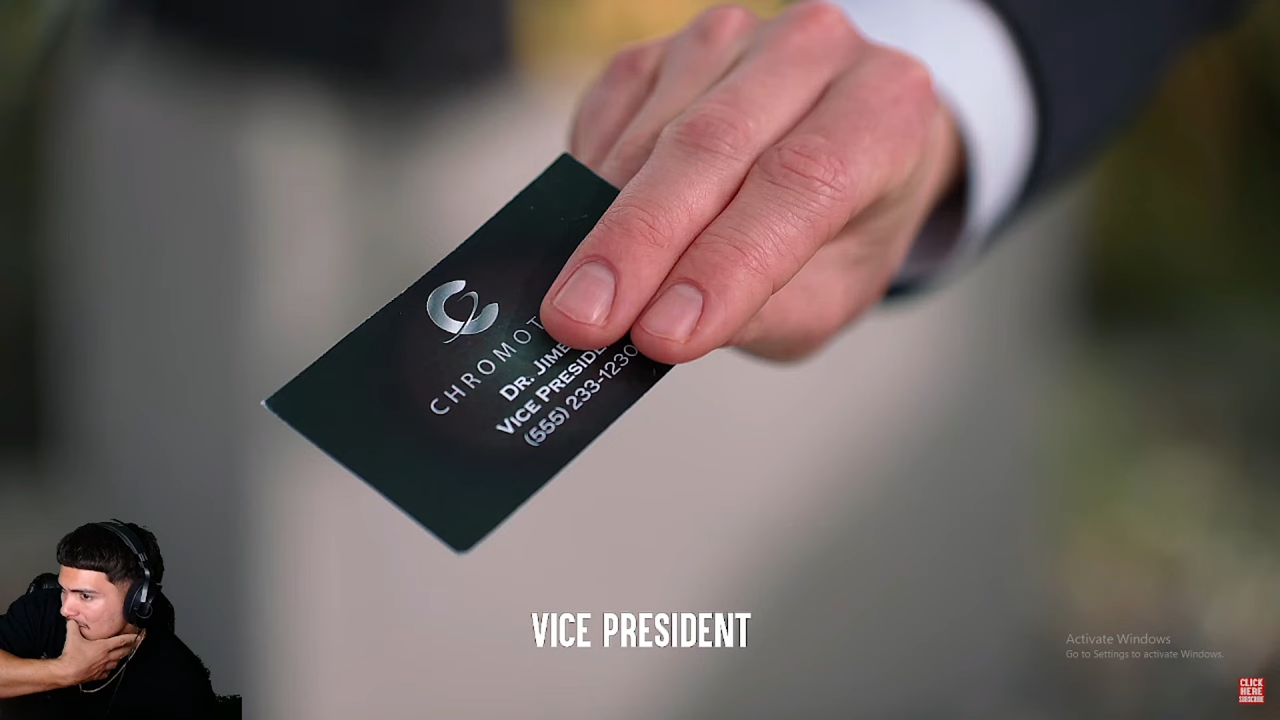 CHROMOT
DR. JIME
VICE PRESIDE
(555) 233-1230
VICE PRESIDENT
Activate Windows
Go to Settings to activate Windows.
CLICK
HERE
SUBSCRIBE